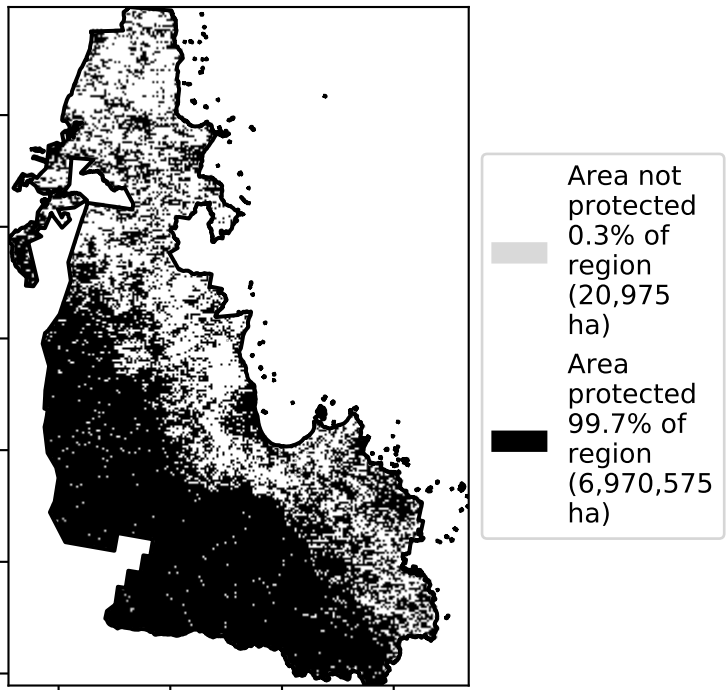 Area not
protected
0.3% of
region
(20,975
ha)
Area
protected
99.7% of
region
(6,970,575
ha)